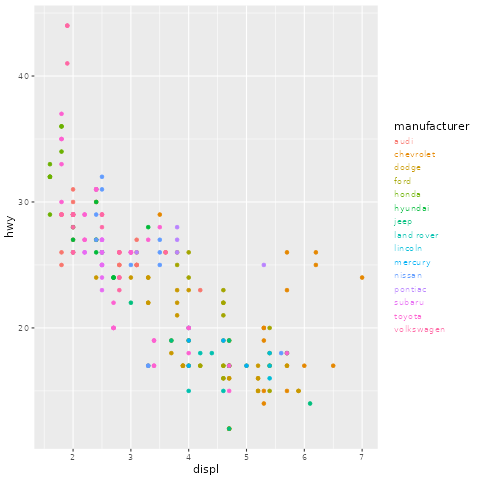 40
30
20
hwy
2
3
4
5
6
7
displ
manufacturer
audi
chevrolet
dodge
ford
honda
hyundai
jeep
land rover
lincoln
mercury
nissan
pontiac
subaru
toyota
volkswagen